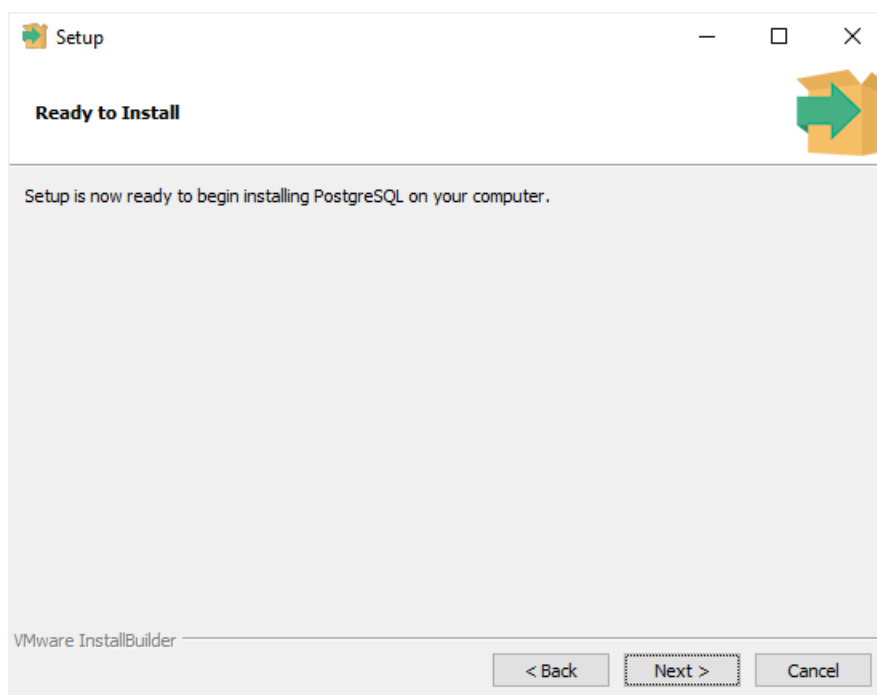 Setup
Ready to Install
Setup is now ready to begin installing PostgreSQL on your computer.
VMware InstallBuilder
< Back
Next >
Cancel